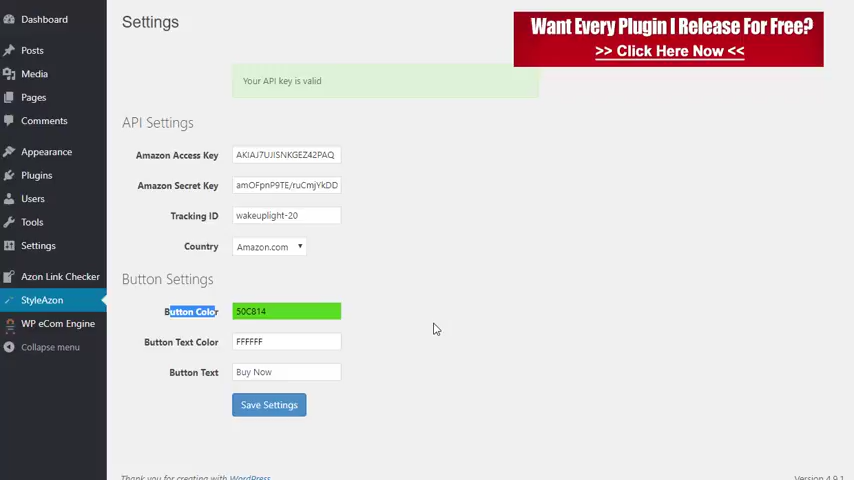 Dashboard
Posts
Media
Pages
Comments
Appearance
Plugins
Users
Tools
Settings
Azon Link Checker
StyleAzon
WP eCom Engine
Collapse menu
Settings
Want Every Plugin I Release For Free?
>> Click Here Now <<
Your API key is valid
API Settings
Amazon Access Key
Amazon Secret Key
Tracking ID wakeuplight-20
Country Amazon.com
Button Settings
Button Color 50C814
Button Text Color FFFFFF
Button Text Buy Now
Save Settings
Thank you for creating with WordPress
Version 4.9.1